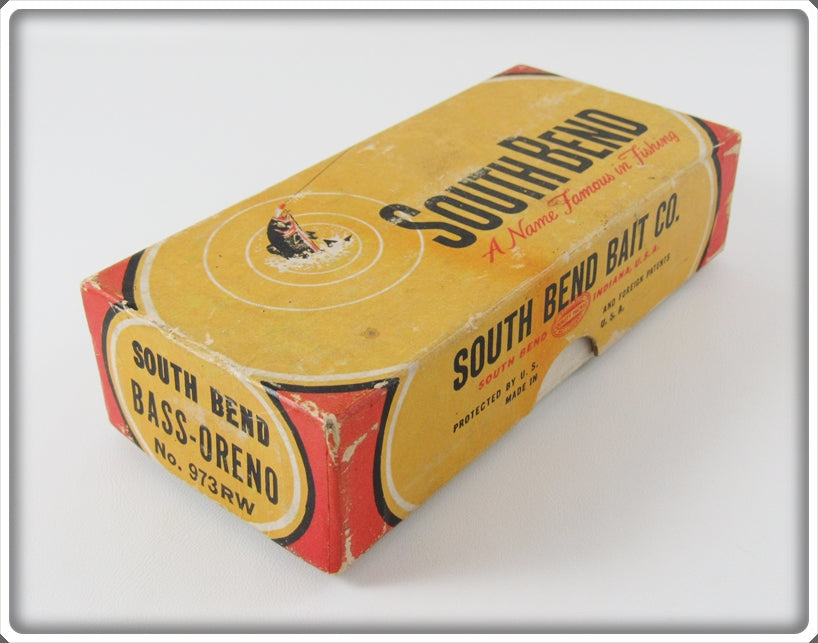 SOUTH BEND
A Name Famous in Fishing
SOUTH BEND BAIT CO.
SOUTH BEND INDIANA, U.S.A.
PROTECTED BY U. S. AND FOREIGN PATENTS
MADE IN U. S. A.
SOUTH BEND
BASS-ORENO
No. 973RW